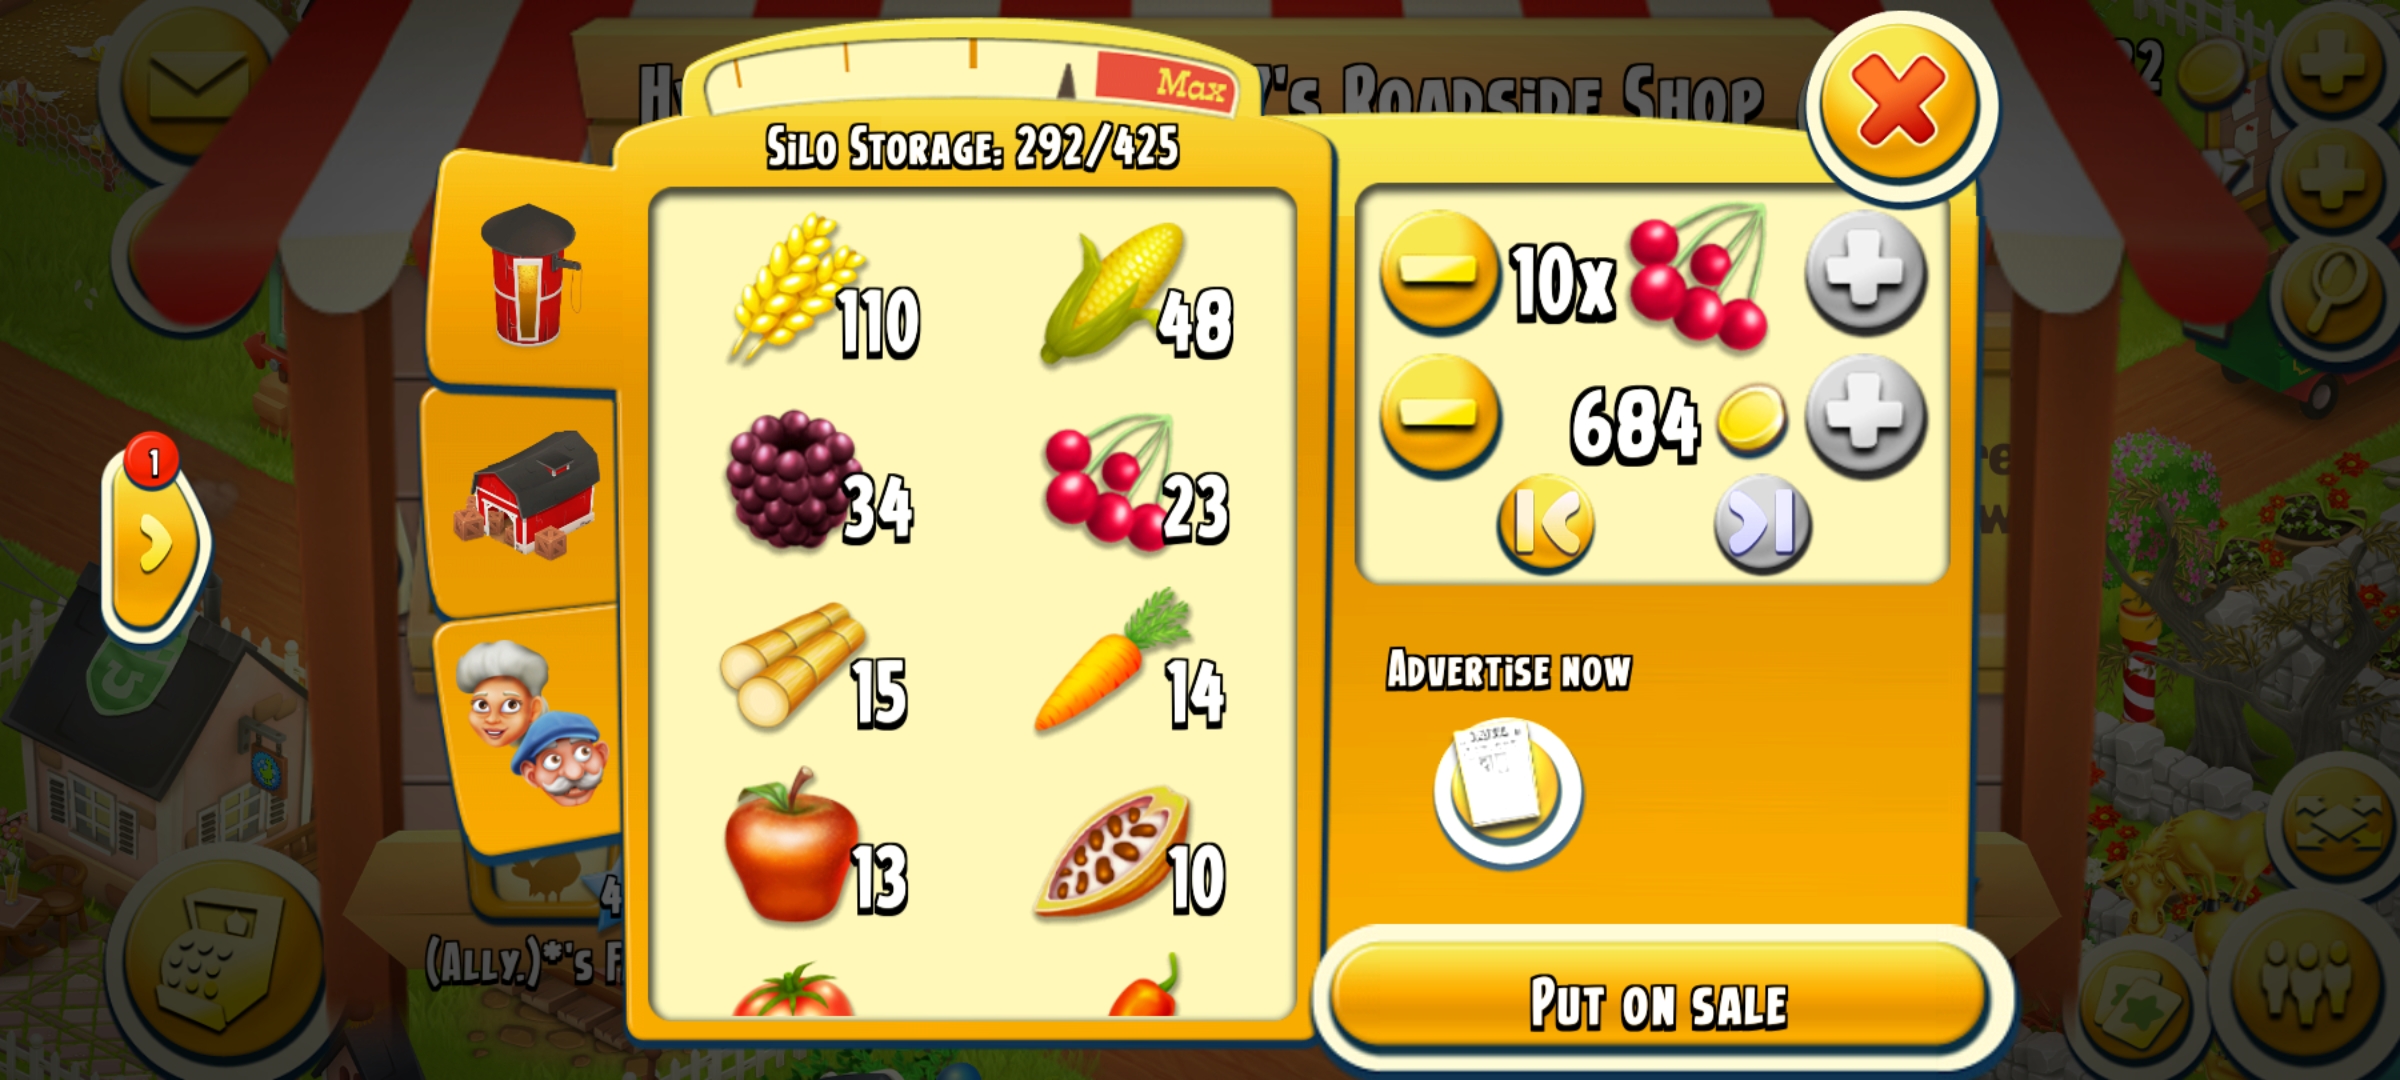 Max
'S ROADSIDE SHOP
SILO STORAGE: 292/425
110
48
10x
684
34
23
1
15
14
ADVERTISE NOW
13
10
(ALLY.)*'S
PUT ON SALE